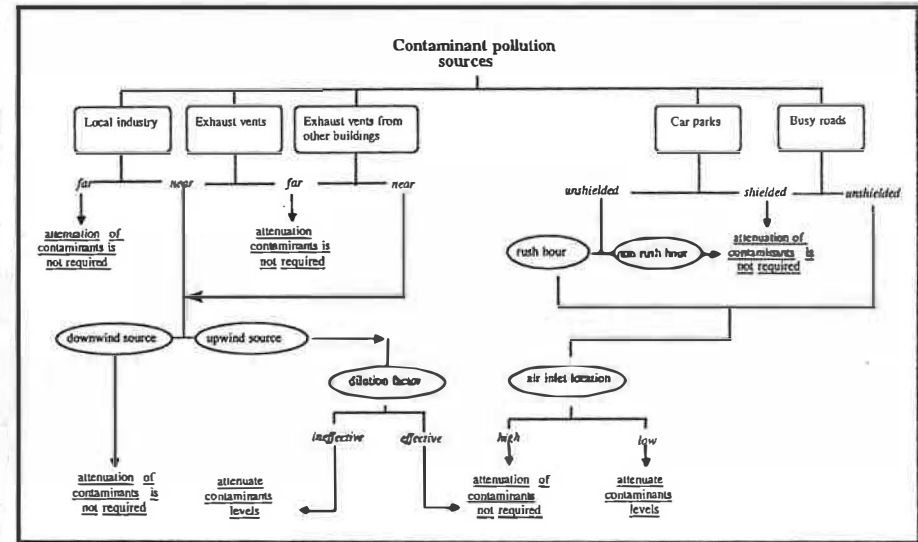 Contaminant pollution
sources
Local industry
Exhaust vents
Exhaust vents from
other buildings
Car parks
Busy roads
far
near
far
near
unshielded
shielded
unshielded
attenuation of
contaminants is
not required
attenuation
contaminants is
not required
rush hour
non rush hour
attenuation of
contaminants is
not required
downwind source
upwind source
dilution factor
air inlet location
ineffective
effective
high
low
attenuation of
contaminants is
not required
attenuate
contaminants
levels
attenuation of
contaminants
not required
attenuate
contaminants
levels